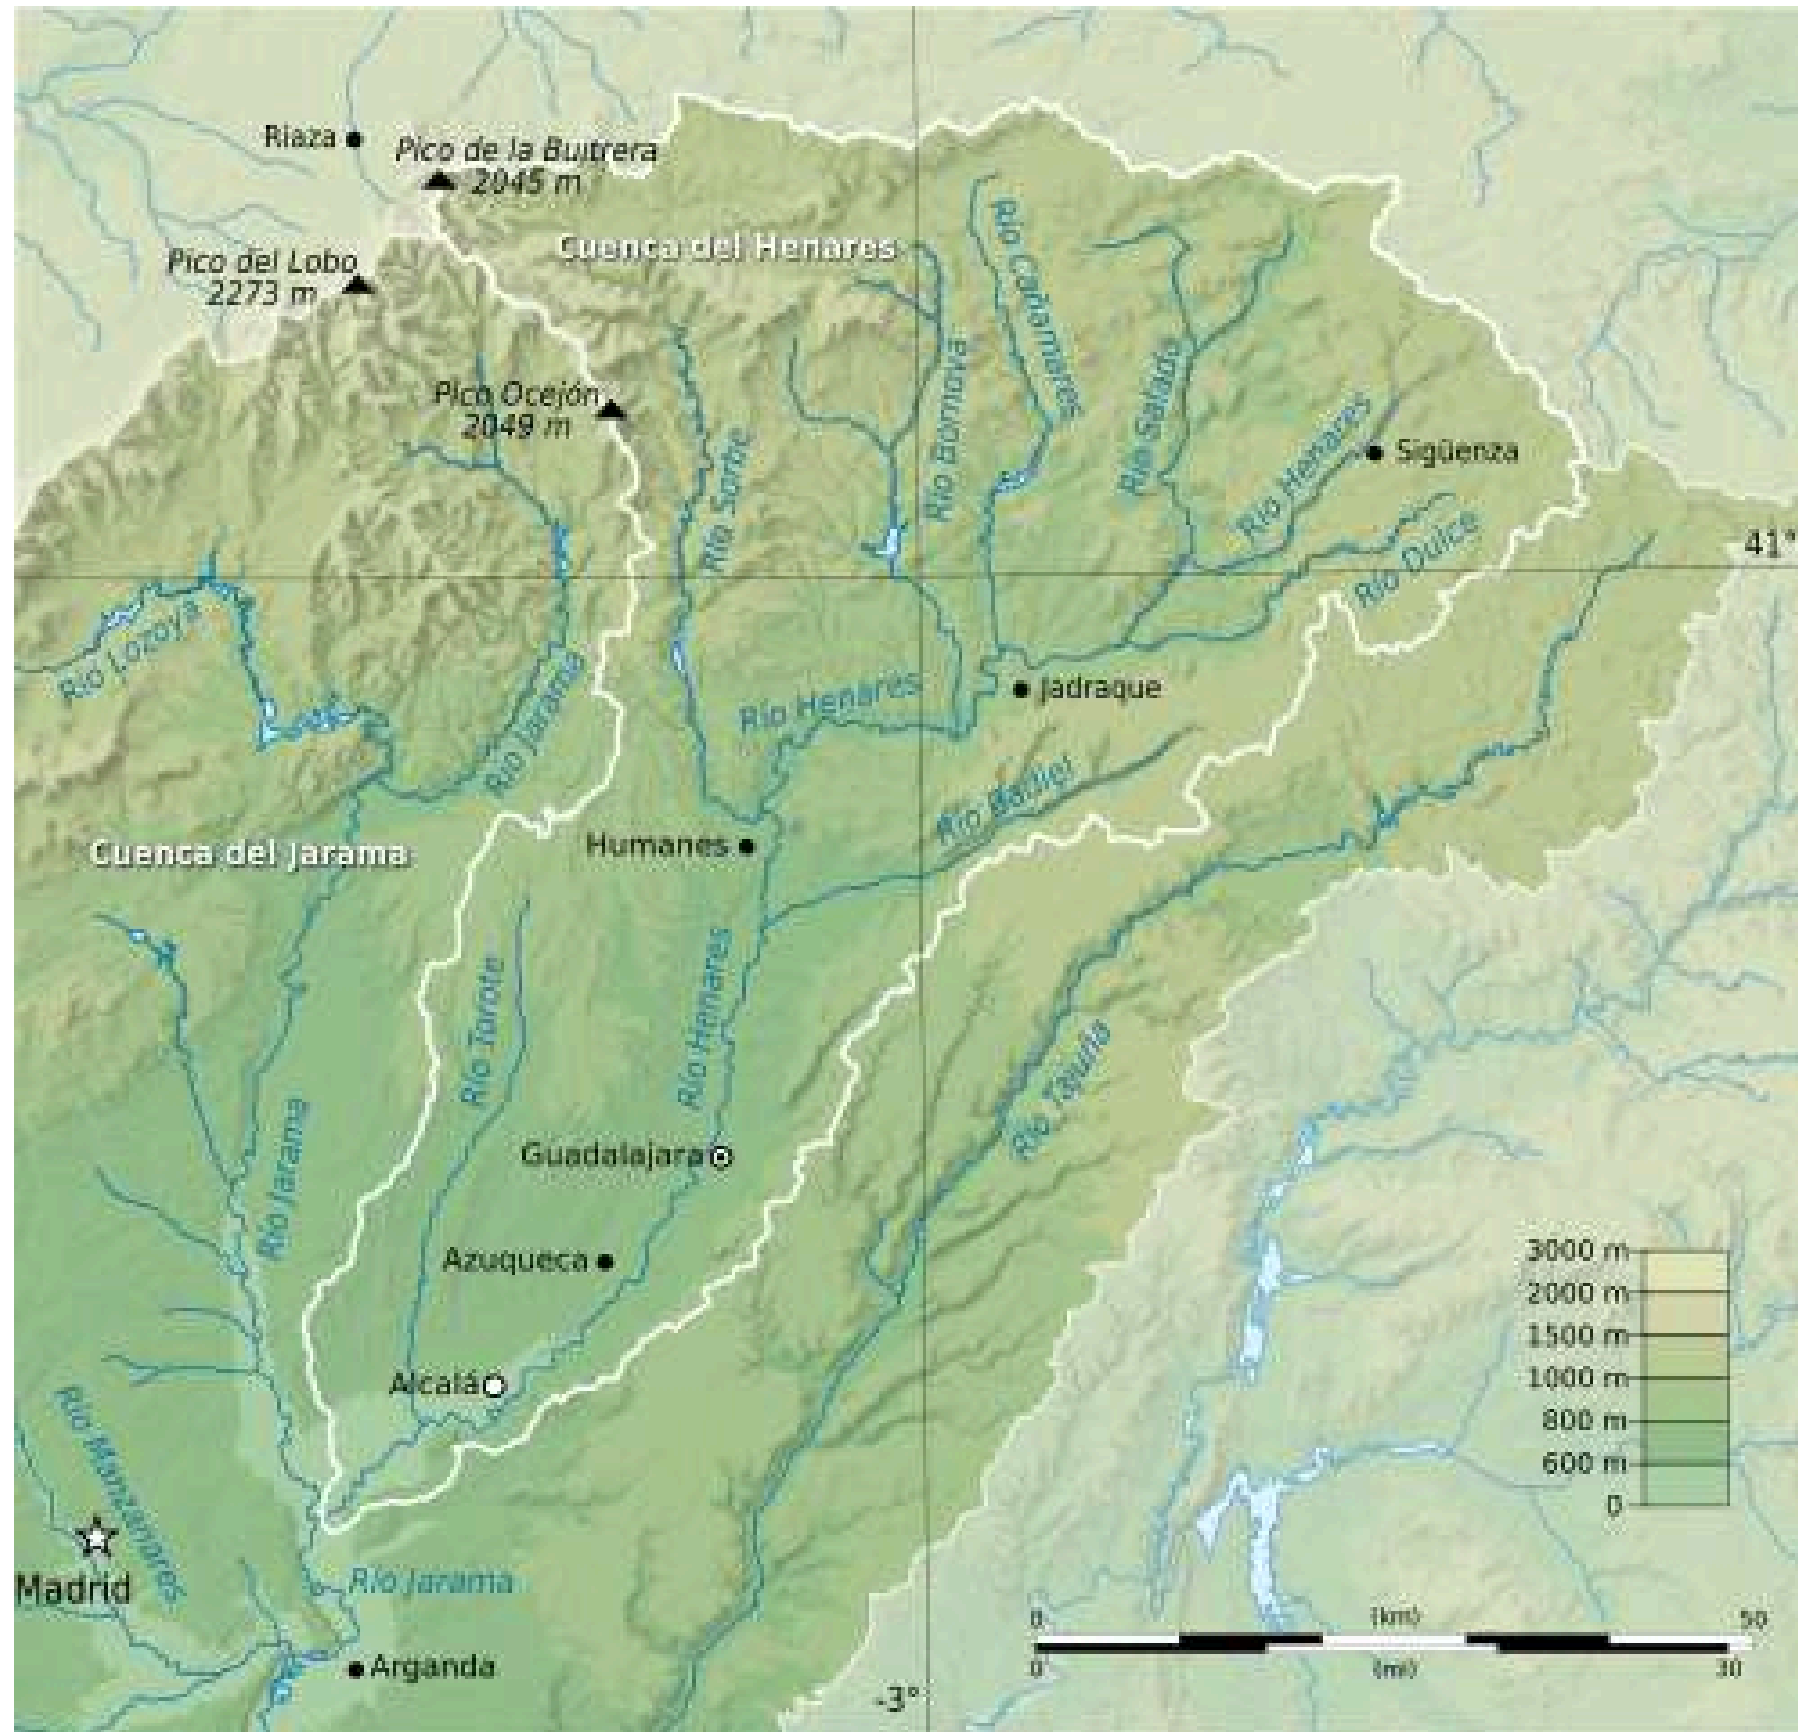 Riaza
Pico de la Buitrera
2045 m
Cuenca del Henares
Pico del Lobo
2273 m
Río Cañamares
Pico Ocejón
2049 m
Río Bornova
Río Salado
Río Henares
Sigüenza
Río Sorbe
Río Dulce
41°
Río Lozoya
Río Jarama
Río Henares
Jadraque
Río Badiel
Humanes
Cuenca del Jarama
Río Torote
Río Henares
Río Tajuña
Río Jarama
Guadalajara
Azuqueca
Alcalá
3000 m
2000 m
1500 m
1000 m
800 m
600 m
0
Río Manzanares
Madrid
Río Jarama
Arganda
0 (km) 50
0 (mi) 30
-3°